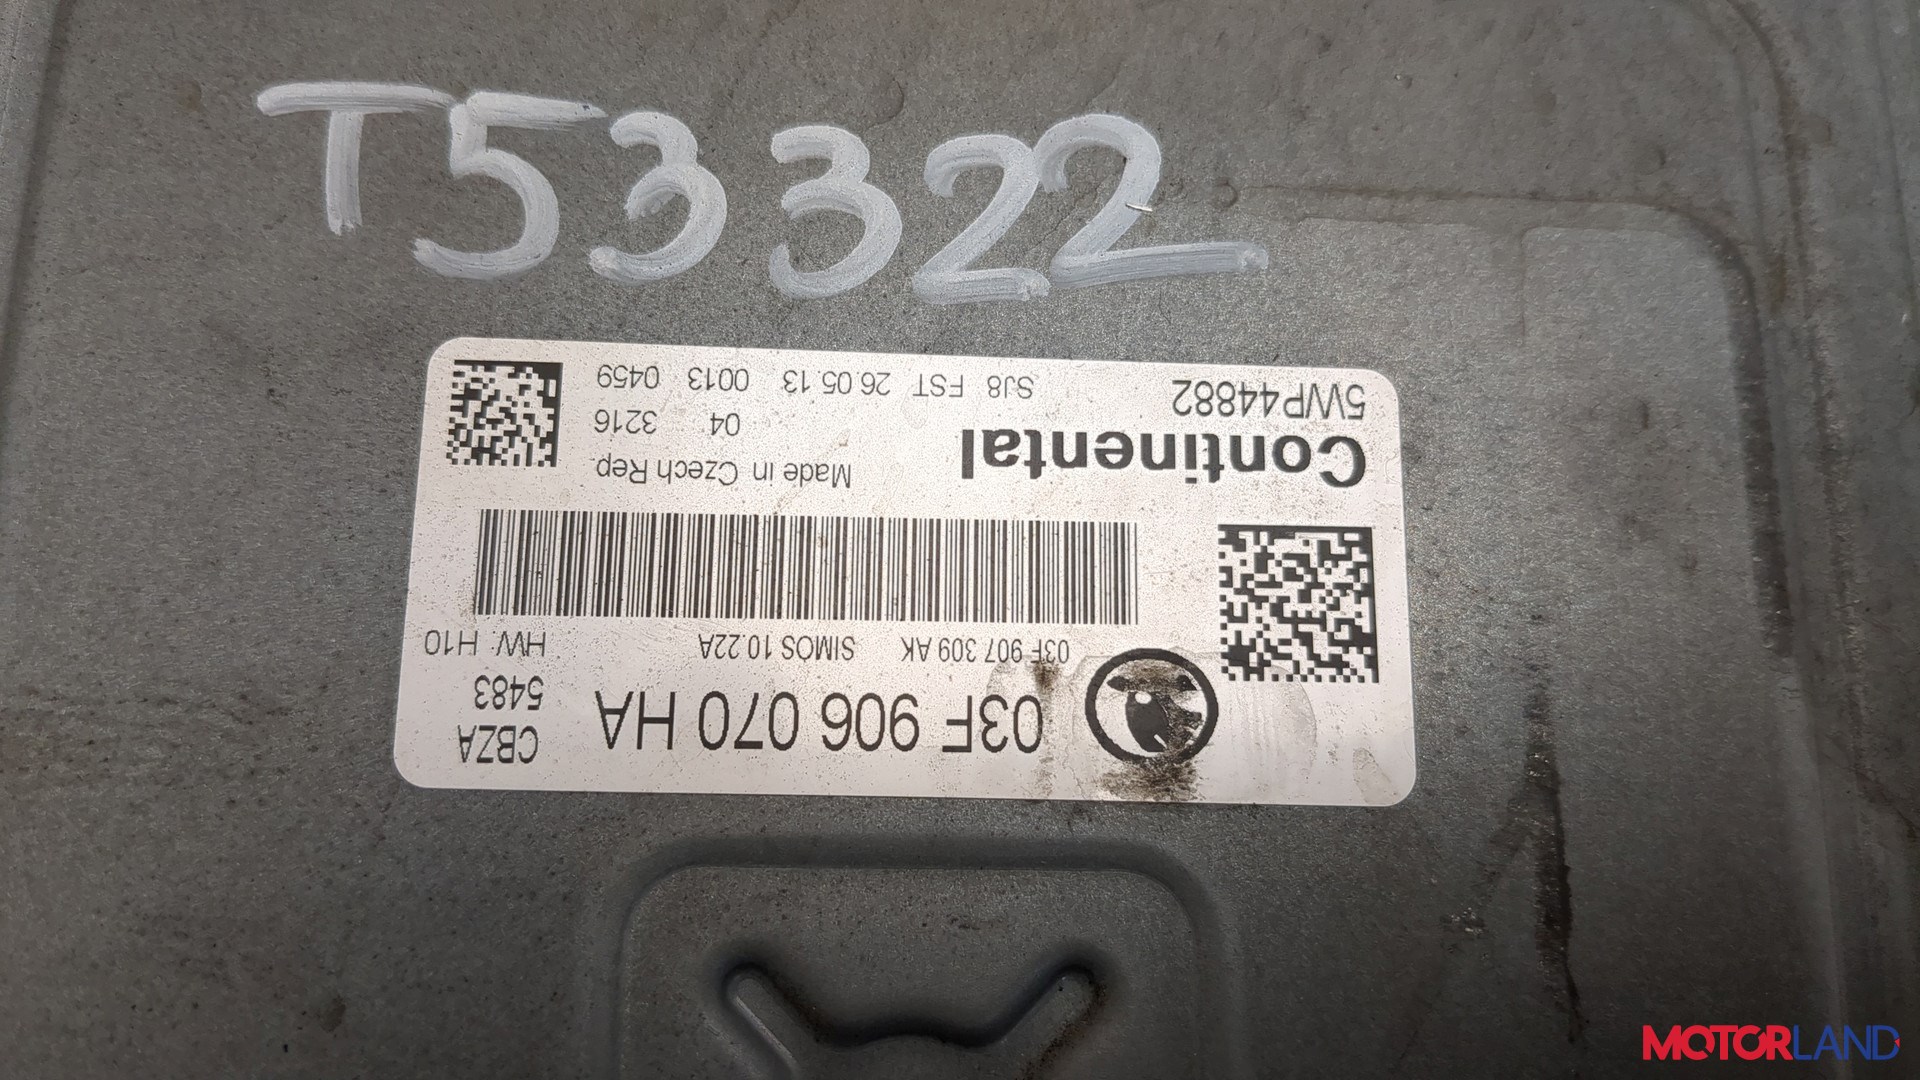 T53322
03F 906 070 HA
CBZA
5483
03F 907 309 AK SIMOS 10.22A HW H10
Continental
Made in Czech Rep.
04 3216
5WP44882
SJ8 FST 26.05.13 0013 0459
MOTORLAND